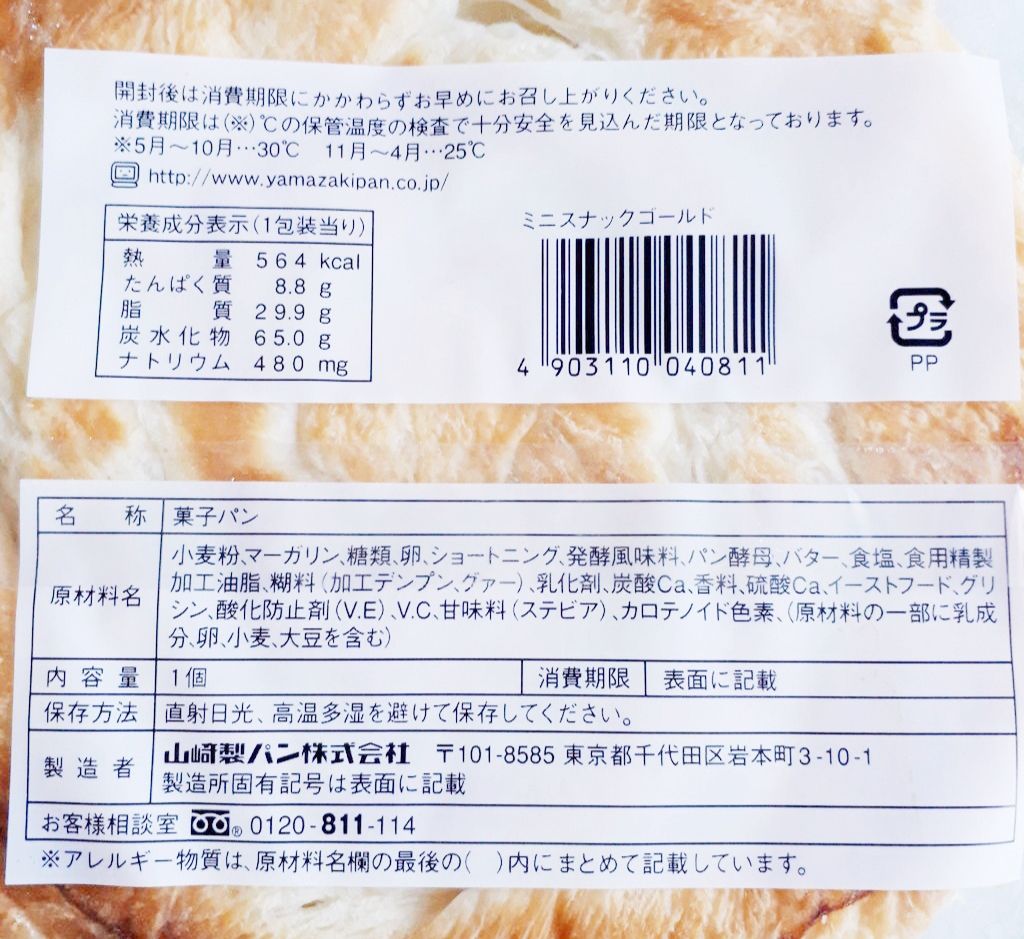 開封後は消費期限にかかわらずお早めにお召し上がりください。
消費期限は(※)℃の保管温度の検査で十分安全を見込んだ期限となっております。
※5月～10月…30℃ 11月～4月…25℃
http://www.yamazakipan.co.jp/
栄養成分表示(1包装当り)
熱量 564 kcal
たんぱく質 8.8 g
脂質 29.9 g
炭水化物 65.0 g
ナトリウム 480 mg
ミニスナックゴールド
4 903110 040811
プラ
PP
名称 菓子パン
原材料名 小麦粉、マーガリン、糖類、卵、ショートニング、発酵風味料、パン酵母、バター、食塩、食用精製
加工油脂、糊料(加工デンプン、グァー)、乳化剤、炭酸Ca、香料、硫酸Ca、イーストフード、グリ
シン、酸化防止剤(V.E)、V.C、甘味料(ステビア)、カロテノイド色素、(原材料の一部に乳成
分、卵、小麦、大豆を含む)
内容量 1個 消費期限 表面に記載
保存方法 直射日光、高温多湿を避けて保存してください。
製造者 山崎製パン株式会社 〒101-8585 東京都千代田区岩本町3-10-1
製造所固有記号は表面に記載
お客様相談室 ® 0120-811-114
※アレルギー物質は、原材料名欄の最後の( )内にまとめて記載しています。